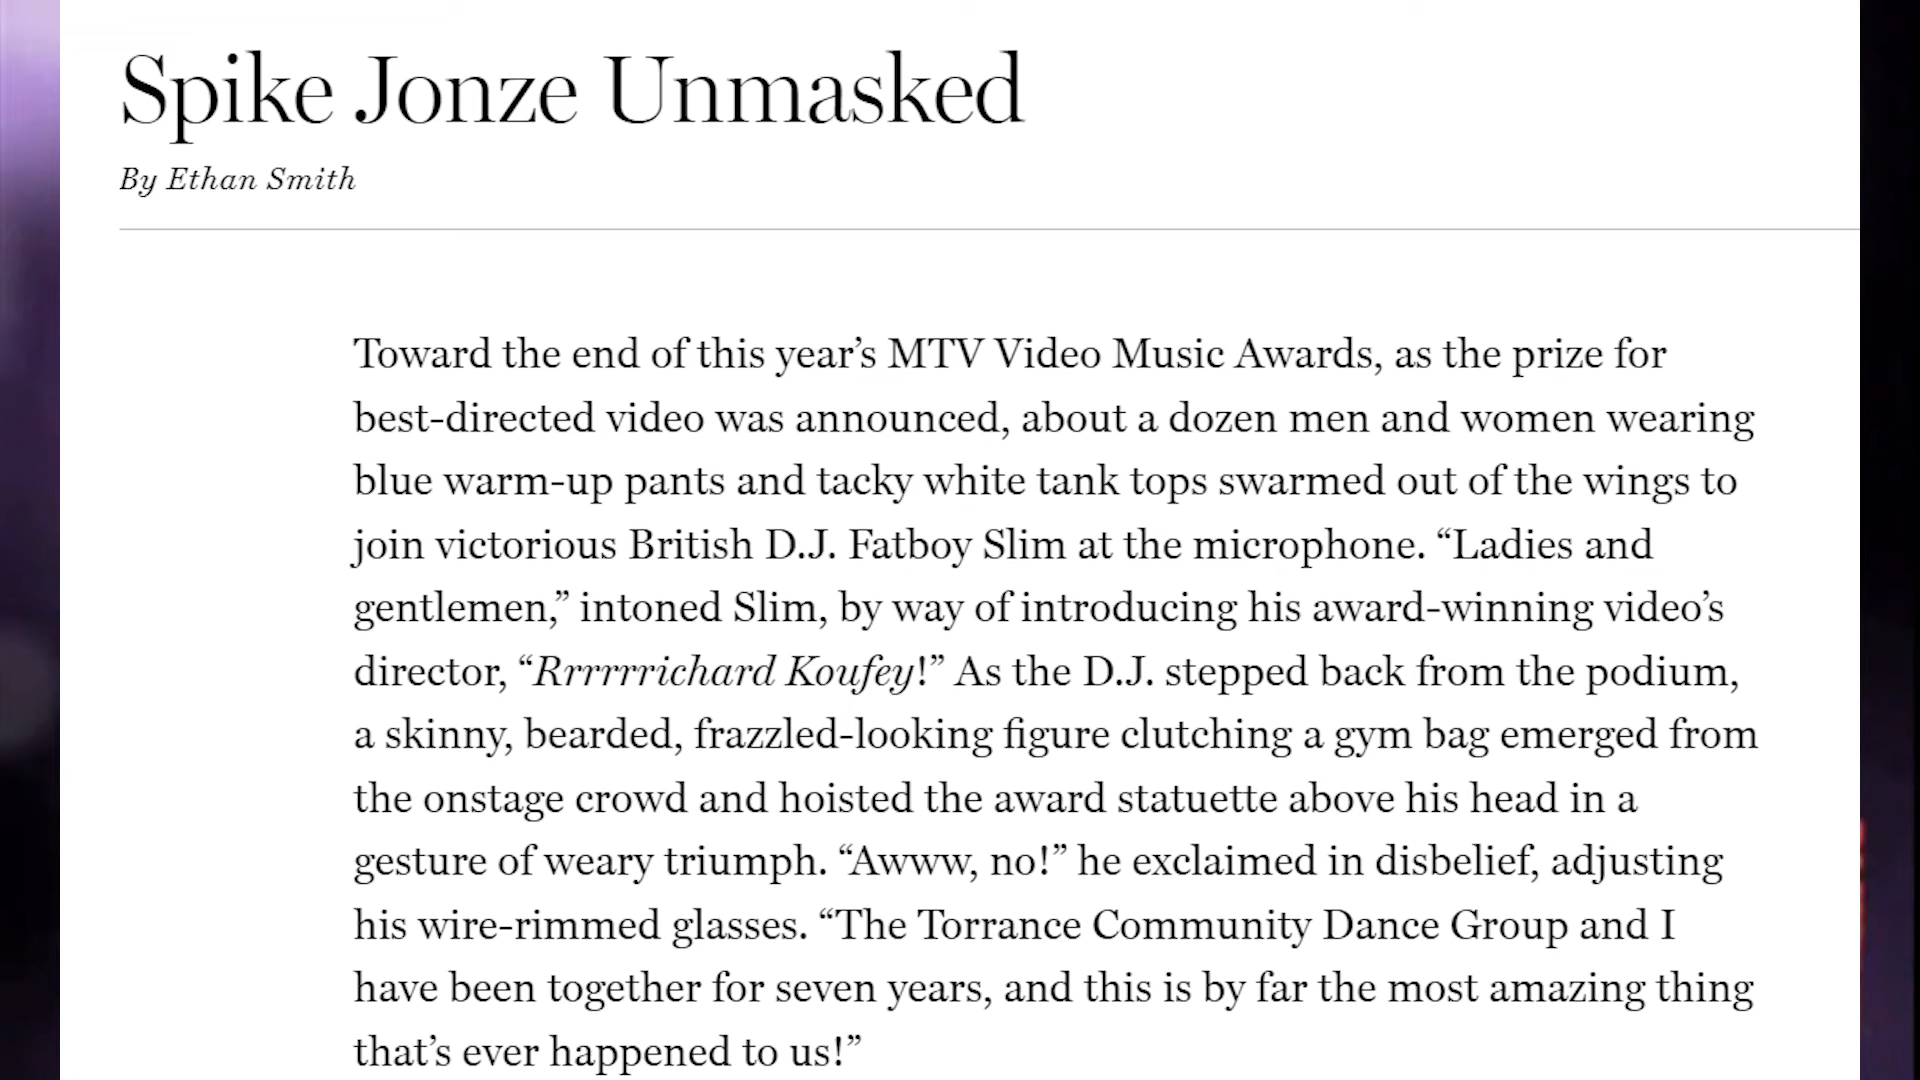 Spike Jonze Unmasked
By Ethan Smith
Toward the end of this year’s MTV Video Music Awards, as the prize for
best-directed video was announced, about a dozen men and women wearing
blue warm-up pants and tacky white tank tops swarmed out of the wings to
join victorious British D.J. Fatboy Slim at the microphone. “Ladies and
gentlemen,” intoned Slim, by way of introducing his award-winning video’s
director, “Rrrrrrichard Koufey!” As the D.J. stepped back from the podium,
a skinny, bearded, frazzled-looking figure clutching a gym bag emerged from
the onstage crowd and hoisted the award statuette above his head in a
gesture of weary triumph. “Awww, no!” he exclaimed in disbelief, adjusting
his wire-rimmed glasses. “The Torrance Community Dance Group and I
have been together for seven years, and this is by far the most amazing thing
that’s ever happened to us!”